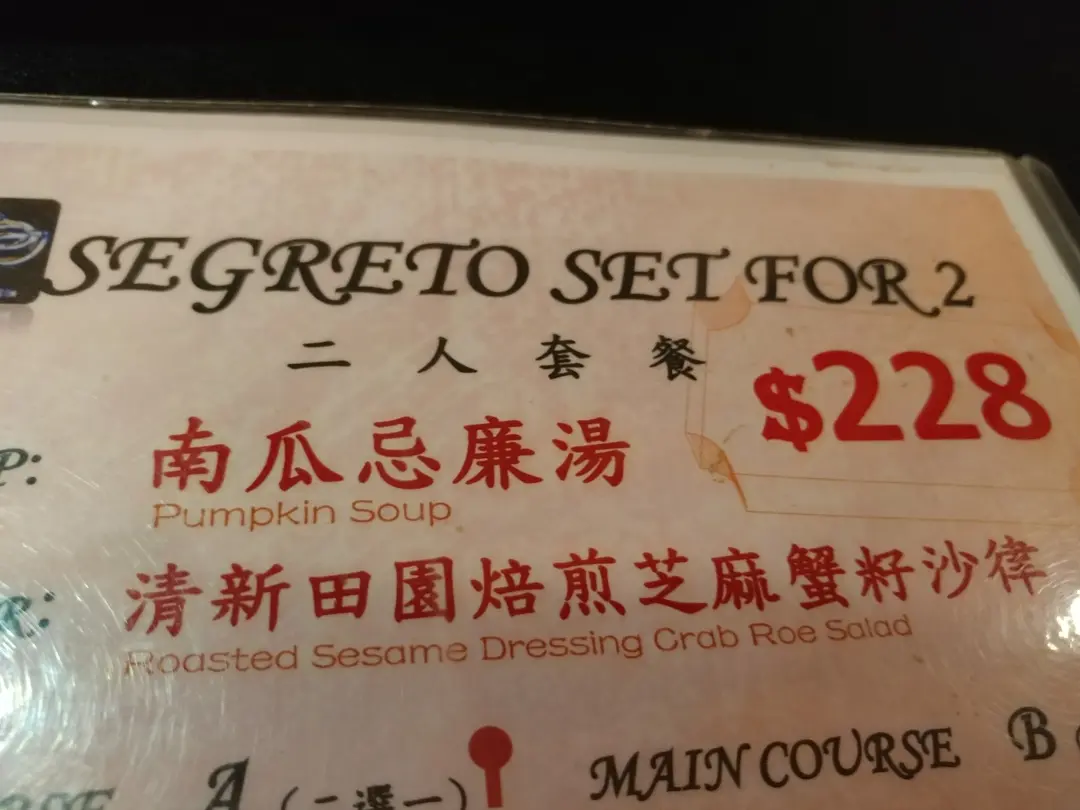 SEGRETO SET FOR 2
二人套餐
$228
P:
南瓜忌廉湯
Pumpkin Soup
R:
清新田園焙煎芝麻蟹籽沙律
Roasted Sesame Dressing Crab Roe Salad
A (二選一)
MAIN COURSE B